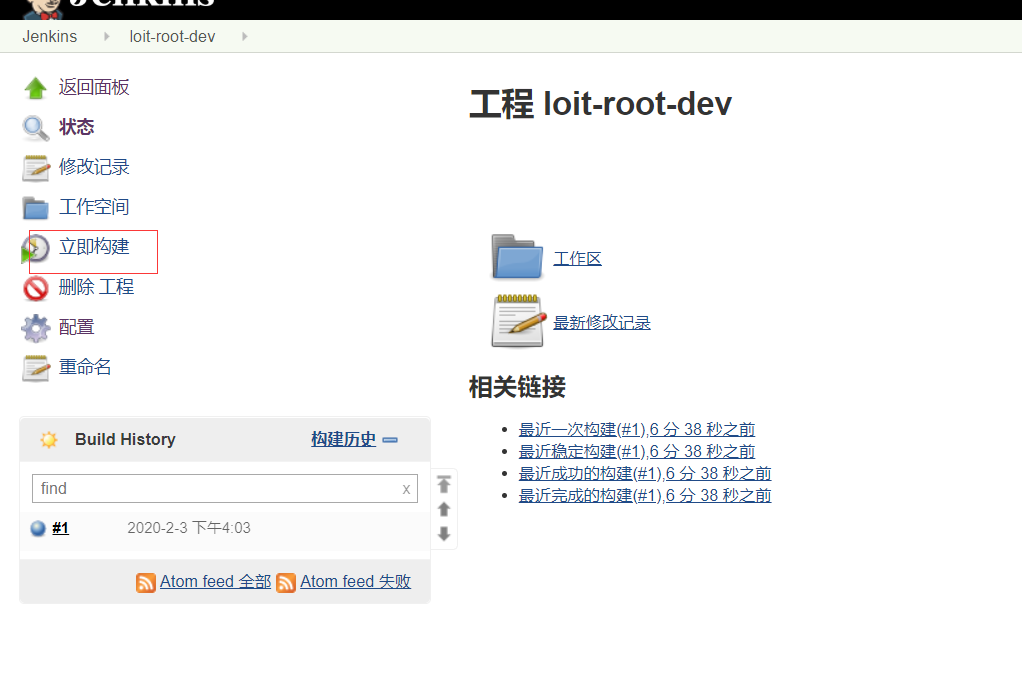 Jenkins
Jenkins loit-root-dev
返回面板
状态
修改记录
工作空间
立即构建
删除 工程
配置
重命名
Build History 构建历史
find x
#1 2020-2-3 下午4:03
Atom feed 全部 Atom feed 失败
工程 loit-root-dev
工作区
最新修改记录
相关链接
最近一次构建(#1),6 分 38 秒之前
最近稳定构建(#1),6 分 38 秒之前
最近成功的构建(#1),6 分 38 秒之前
最近完成的构建(#1),6 分 38 秒之前